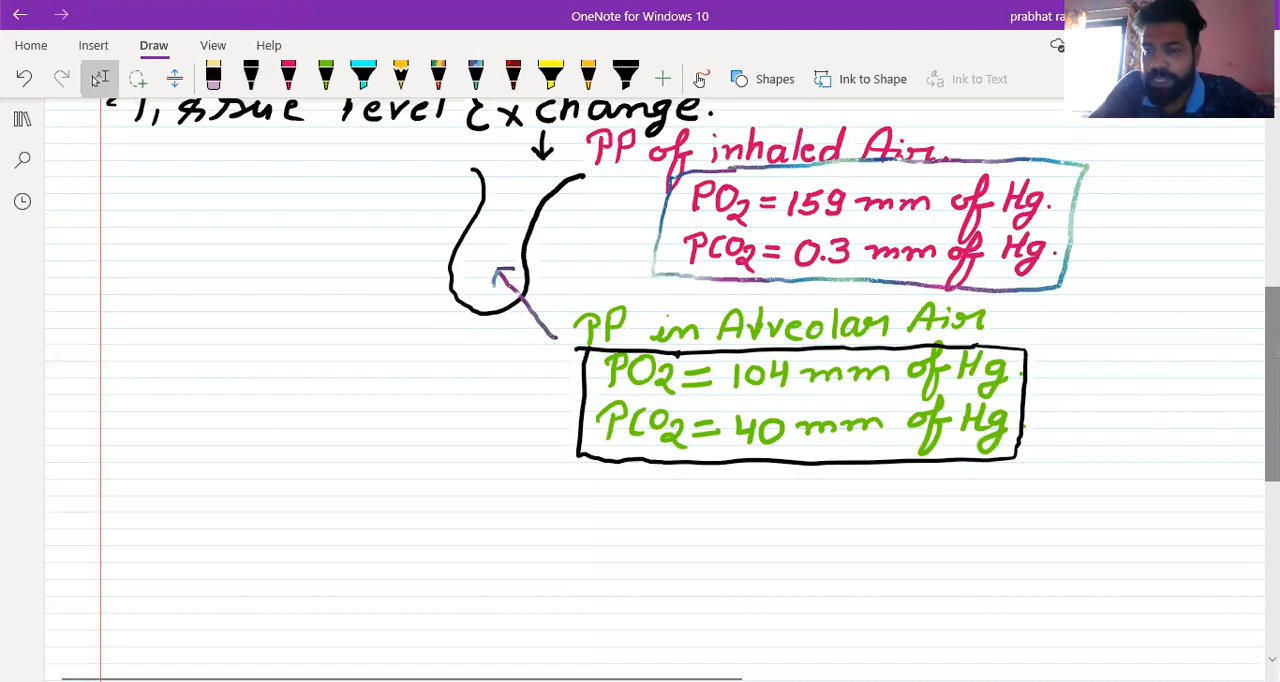 OneNote for Windows 10
prabhat ra
Home Insert Draw View Help
Shapes Ink to Shape Ink to Text
Tissue level Exchange.
PP of inhaled Air.
PO2 = 159 mm of Hg.
PCO2 = 0.3 mm of Hg.
PP in Alveolar Air
PO2 = 104 mm of Hg.
PCO2 = 40 mm of Hg.